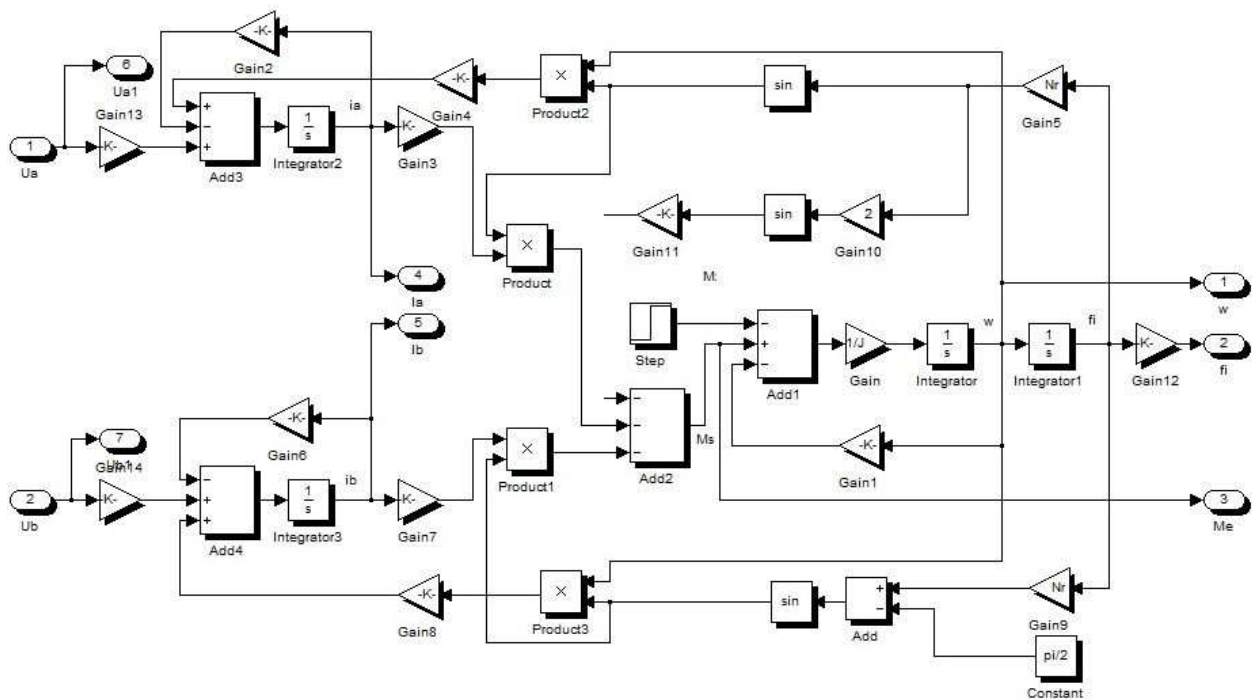 -K-
Gain2
6
Ua1
-K-
Gain4
×
Product2
sin
Nr
Gain5
Gain13
1
Ua
K-
+
−
+
Add3
1
s
Integrator2
ia
K-
Gain3
-K-
Gain11
sin
2
Gain10
×
Product
4
Ia
5
Ib
M:
Step
−
+
−
Add1
1/J
Gain
1
s
Integrator
w
1
s
Integrator1
fi
K-
Gain12
1
w
2
fi
-K-
Gain6
−
−
−
Add2
Ms
-K-
Gain1
7
Ub1
Gain14
2
Ub
K-
−
+
+
Add4
1
s
Integrator3
ib
K-
Gain7
×
Product1
3
Me
-K-
Gain8
×
Product3
sin
+
−
Add
Nr
Gain9
pi/2
Constant